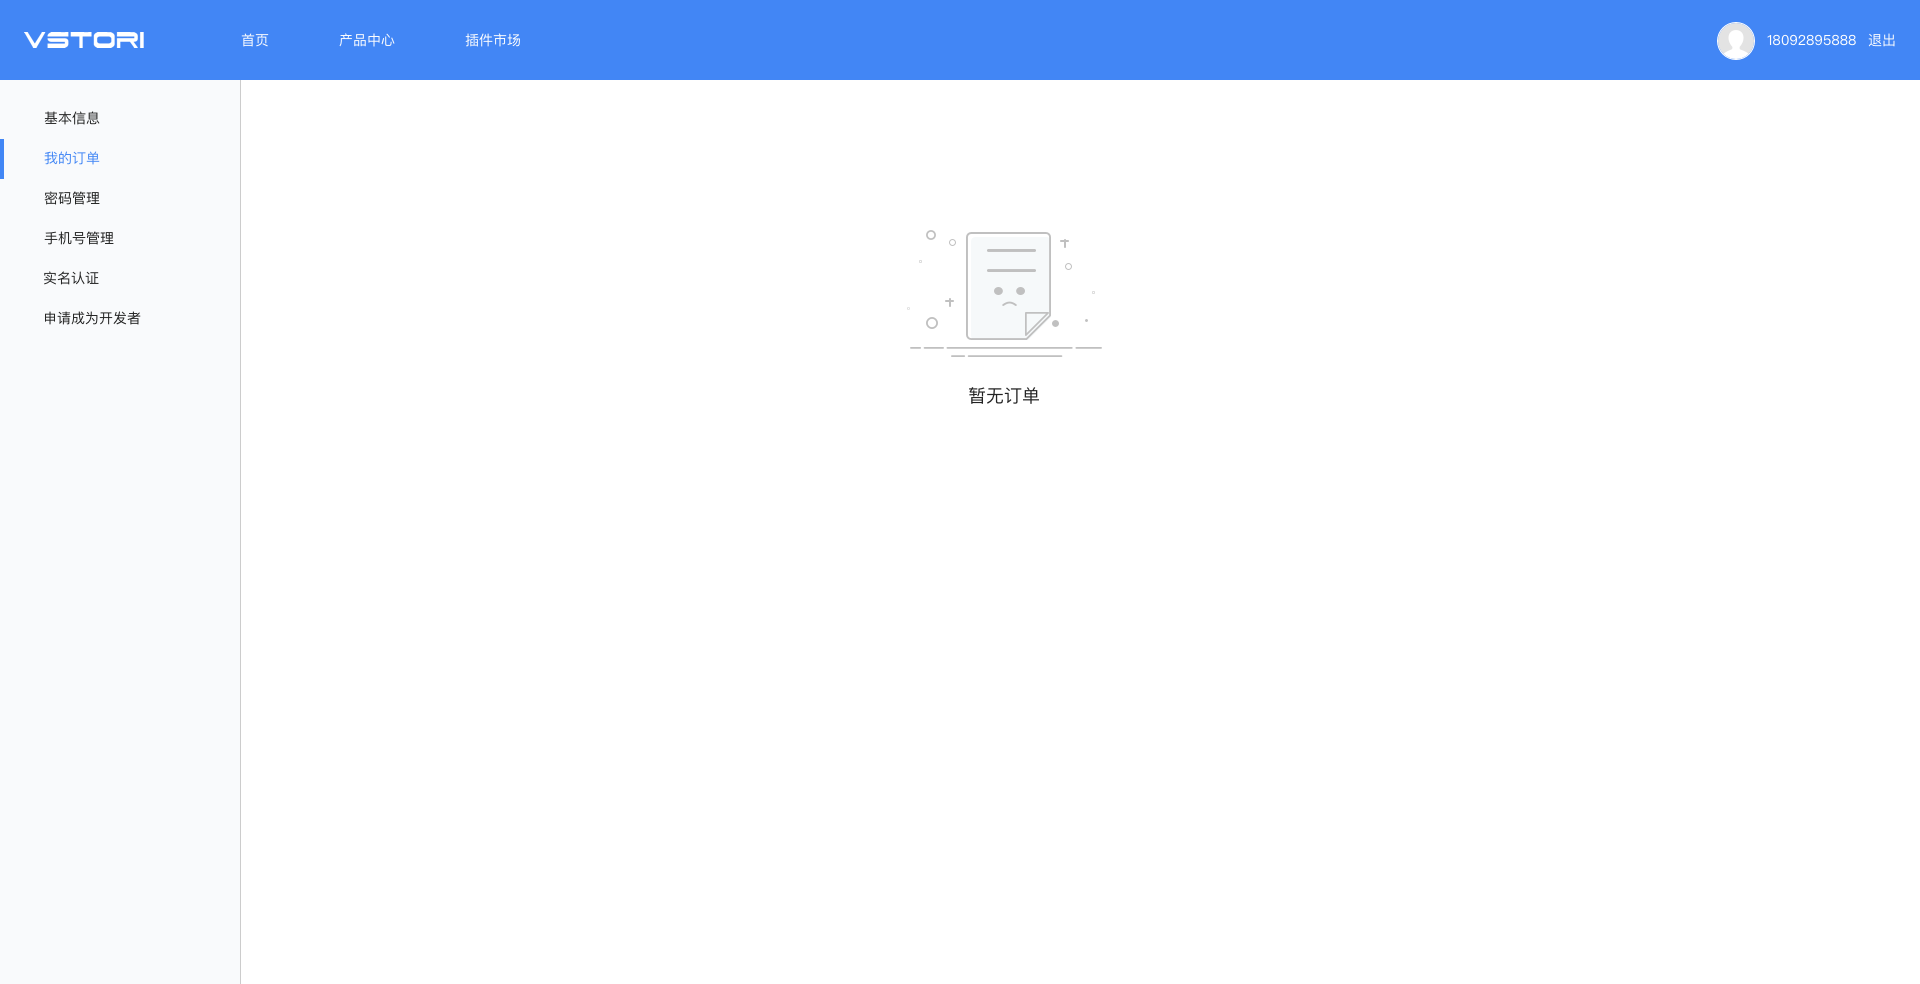 VSTORI 首页 产品中心 插件市场 18092895888 退出
基本信息
我的订单
密码管理
手机号管理
实名认证
申请成为开发者
暂无订单